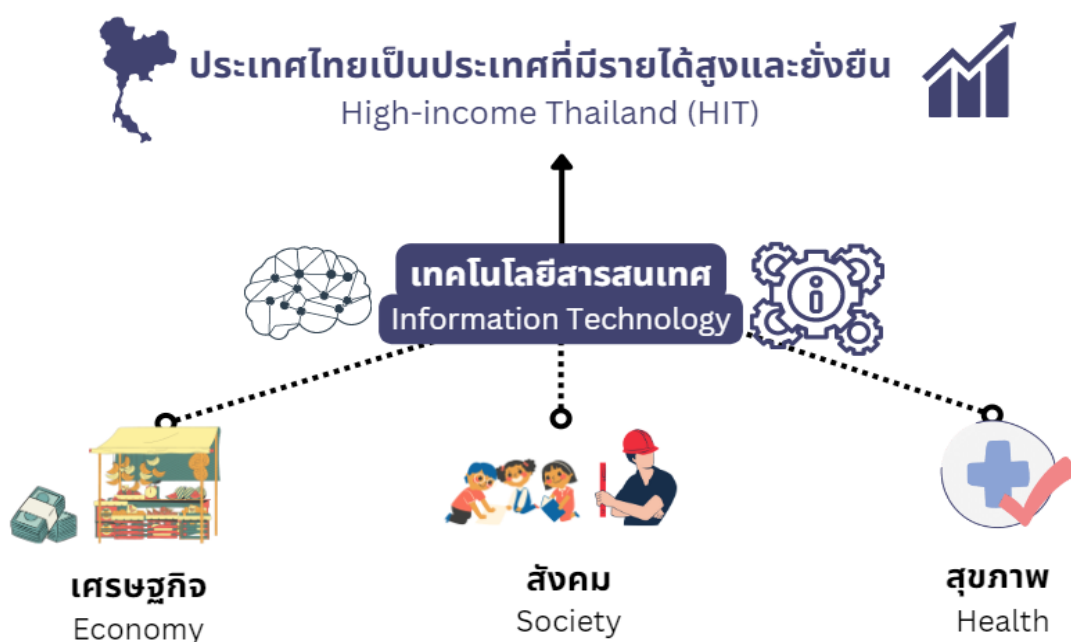 ประเทศไทยเป็นประเทศที่มีรายได้สูงและยั่งยืน
High-income Thailand (HIT)
เทคโนโลยีสารสนเทศ
Information Technology
เศรษฐกิจ
Economy
สังคม
Society
สุขภาพ
Health